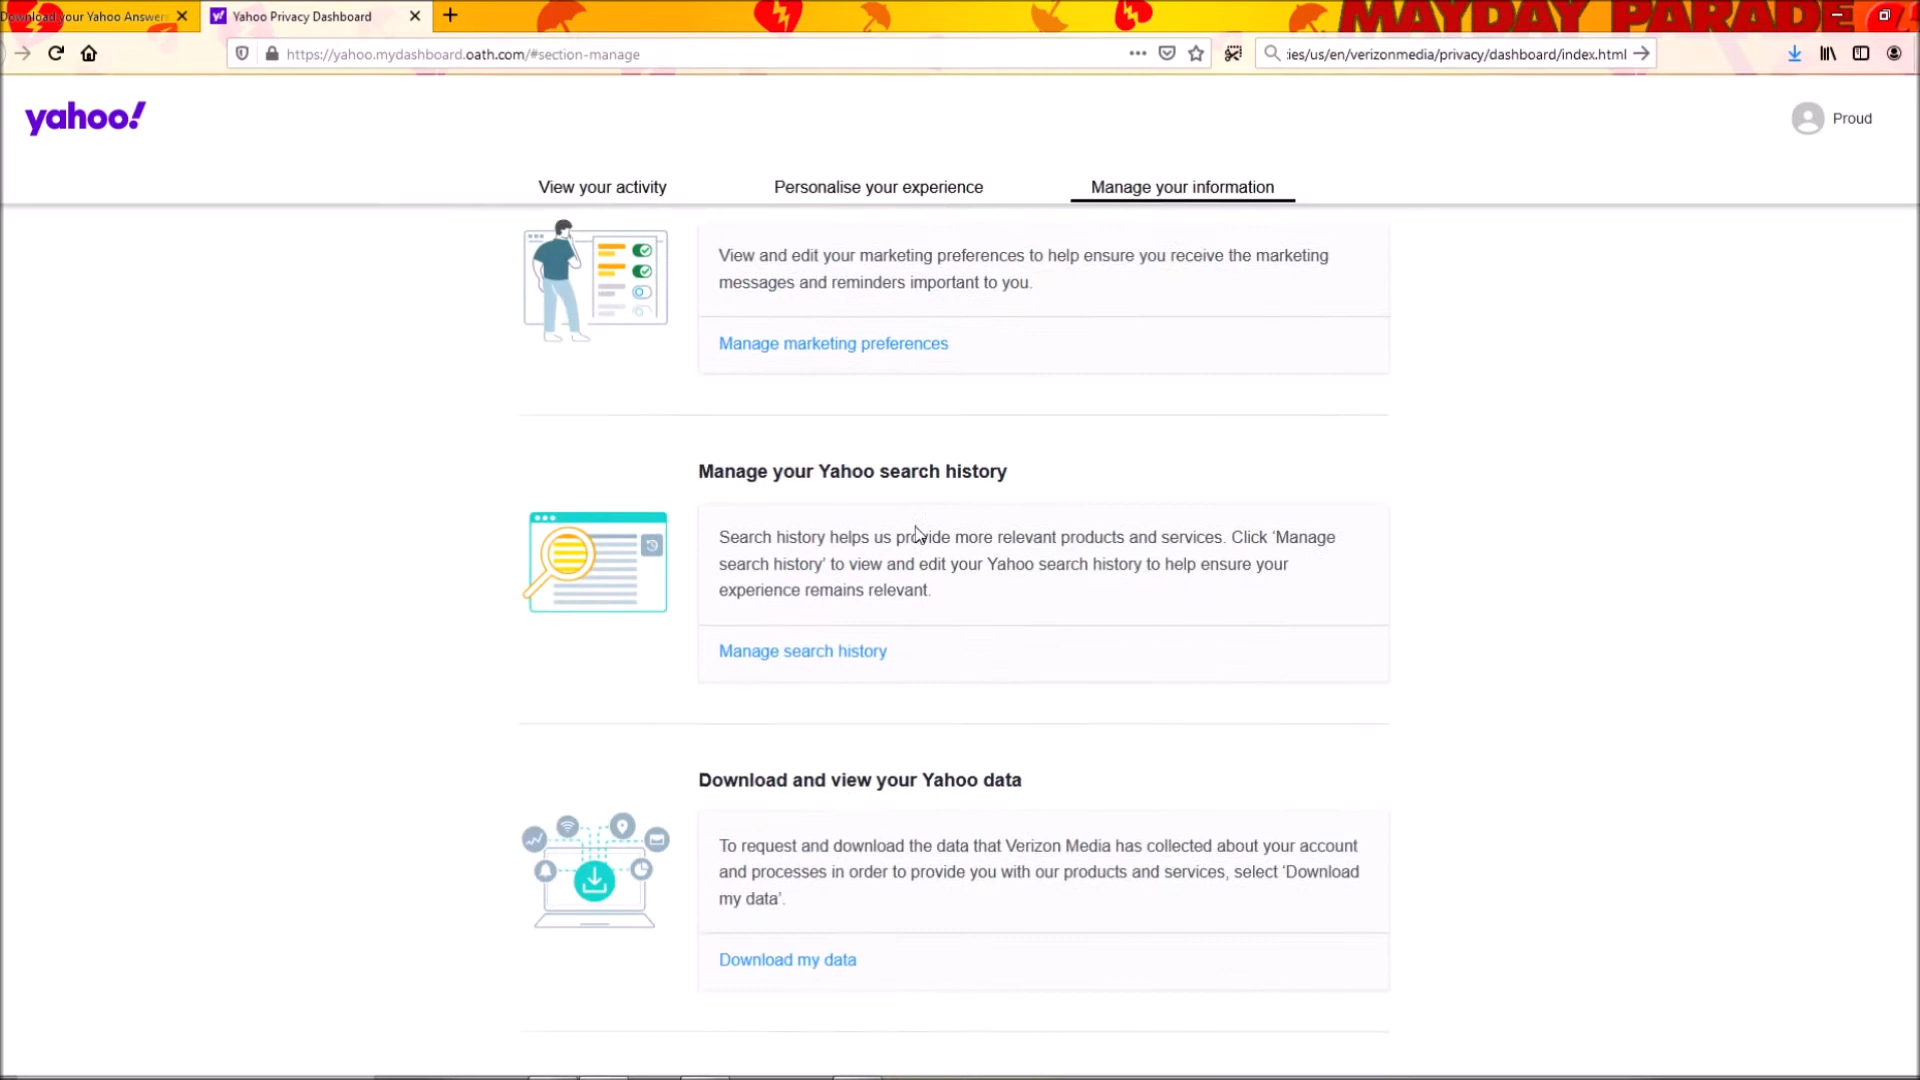 MAYDAY PARADE
Download your Yahoo Answer
Yahoo Privacy Dashboard
https://yahoo.mydashboard.oath.com/#section-manage
ies/us/en/verizonmedia/privacy/dashboard/index.html
yahoo!
Proud
View your activity
Personalise your experience
Manage your information
View and edit your marketing preferences to help ensure you receive the marketing
messages and reminders important to you.
Manage marketing preferences
Manage your Yahoo search history
Search history helps us provide more relevant products and services. Click ‘Manage
search history’ to view and edit your Yahoo search history to help ensure your
experience remains relevant.
Manage search history
Download and view your Yahoo data
To request and download the data that Verizon Media has collected about your account
and processes in order to provide you with our products and services, select ‘Download
my data’.
Download my data